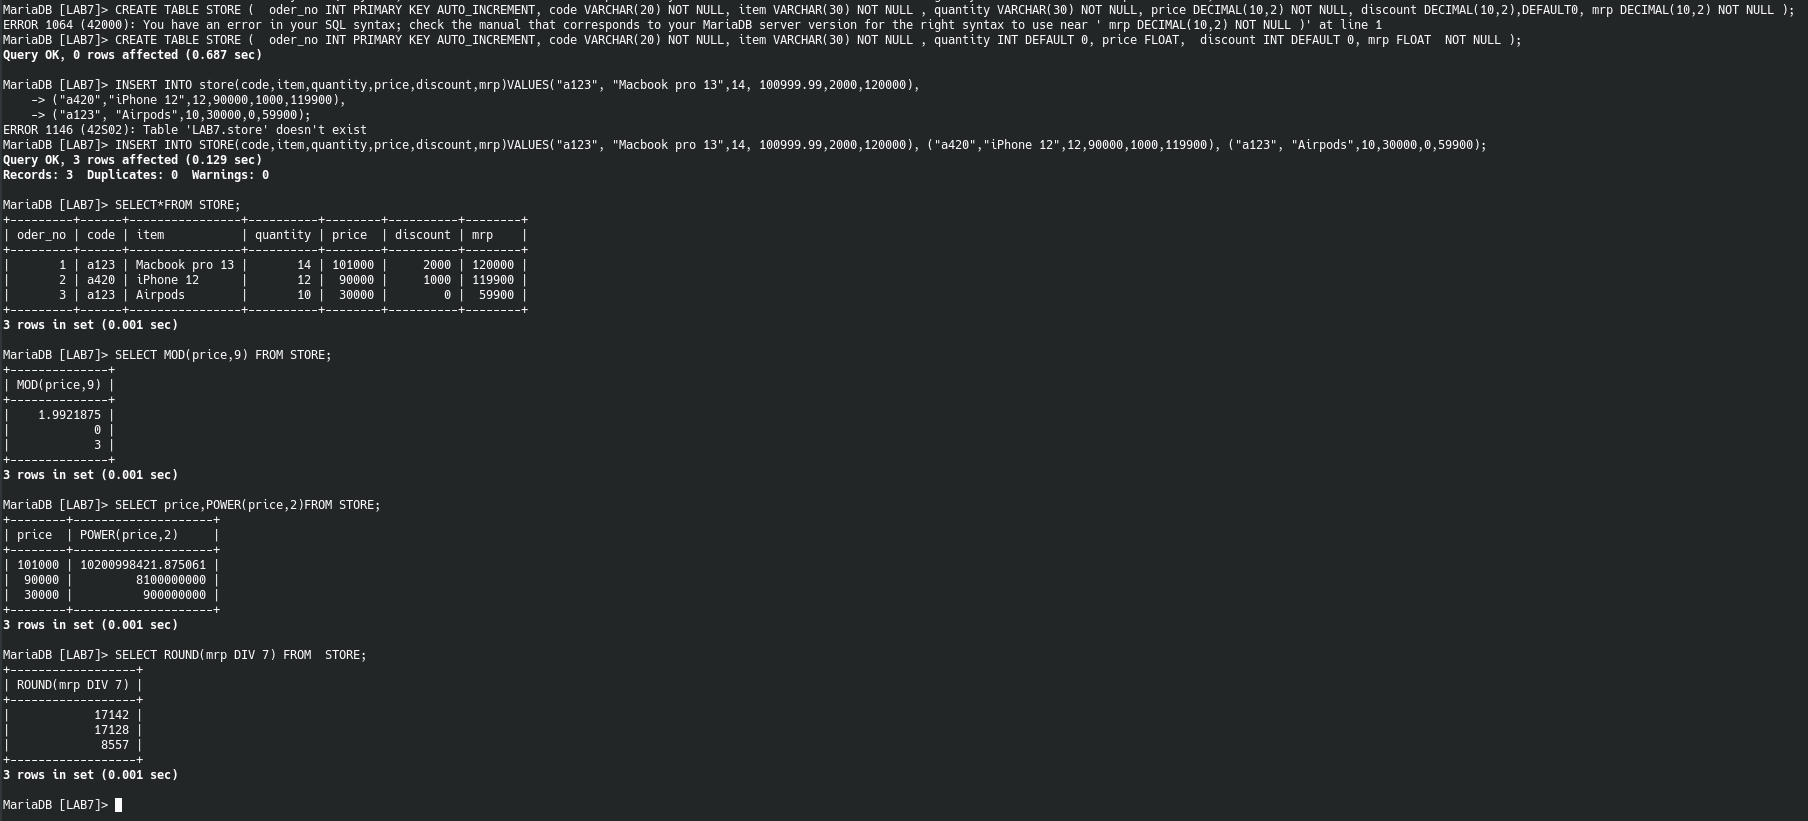 MariaDB [LAB7]> CREATE TABLE STORE (  oder_no INT PRIMARY KEY AUTO_INCREMENT, code VARCHAR(20) NOT NULL, item VARCHAR(30) NOT NULL , quantity VARCHAR(30) NOT NULL, price DECIMAL(10,2) NOT NULL, discount DECIMAL(10,2),DEFAULT0, mrp DECIMAL(10,2) NOT NULL );
ERROR 1064 (42000): You have an error in your SQL syntax; check the manual that corresponds to your MariaDB server version for the right syntax to use near ' mrp DECIMAL(10,2) NOT NULL )' at line 1
MariaDB [LAB7]> CREATE TABLE STORE (  oder_no INT PRIMARY KEY AUTO_INCREMENT, code VARCHAR(20) NOT NULL, item VARCHAR(30) NOT NULL , quantity INT DEFAULT 0, price FLOAT,  discount INT DEFAULT 0, mrp FLOAT  NOT NULL );
Query OK, 0 rows affected (0.687 sec)

MariaDB [LAB7]> INSERT INTO store(code,item,quantity,price,discount,mrp)VALUES("a123", "Macbook pro 13",14, 100999.99,2000,120000),
    -> ("a420","iPhone 12",12,90000,1000,119900),
    -> ("a123", "Airpods",10,30000,0,59900);
ERROR 1146 (42S02): Table 'LAB7.store' doesn't exist
MariaDB [LAB7]> INSERT INTO STORE(code,item,quantity,price,discount,mrp)VALUES("a123", "Macbook pro 13",14, 100999.99,2000,120000), ("a420","iPhone 12",12,90000,1000,119900), ("a123", "Airpods",10,30000,0,59900);
Query OK, 3 rows affected (0.129 sec)
Records: 3  Duplicates: 0  Warnings: 0

MariaDB [LAB7]> SELECT*FROM STORE;
+---------+------+----------------+----------+--------+----------+--------+
| oder_no | code | item           | quantity | price  | discount | mrp    |
+---------+------+----------------+----------+--------+----------+--------+
|       1 | a123 | Macbook pro 13 |       14 | 101000 |     2000 | 120000 |
|       2 | a420 | iPhone 12      |       12 |  90000 |     1000 | 119900 |
|       3 | a123 | Airpods        |       10 |  30000 |        0 |  59900 |
+---------+------+----------------+----------+--------+----------+--------+
3 rows in set (0.001 sec)

MariaDB [LAB7]> SELECT MOD(price,9) FROM STORE;
+--------------+
| MOD(price,9) |
+--------------+
|    1.9921875 |
|            0 |
|            3 |
+--------------+
3 rows in set (0.001 sec)

MariaDB [LAB7]> SELECT price,POWER(price,2)FROM STORE;
+--------+--------------------+
| price  | POWER(price,2)     |
+--------+--------------------+
| 101000 | 10200998421.875061 |
|  90000 |         8100000000 |
|  30000 |          900000000 |
+--------+--------------------+
3 rows in set (0.001 sec)

MariaDB [LAB7]> SELECT ROUND(mrp DIV 7) FROM  STORE;
+------------------+
| ROUND(mrp DIV 7) |
+------------------+
|            17142 |
|            17128 |
|             8557 |
+------------------+
3 rows in set (0.001 sec)

MariaDB [LAB7]>